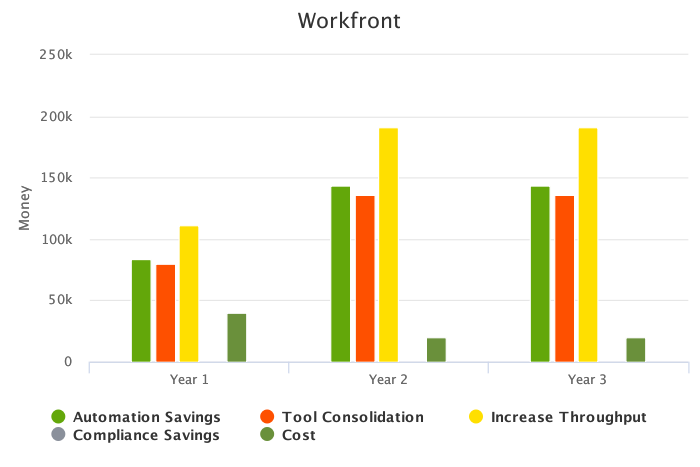 Workfront
250k
200k
150k
100k
50k
0
Money
Year 1 Year 2 Year 3
Automation Savings Tool Consolidation Increase Throughput
Compliance Savings Cost